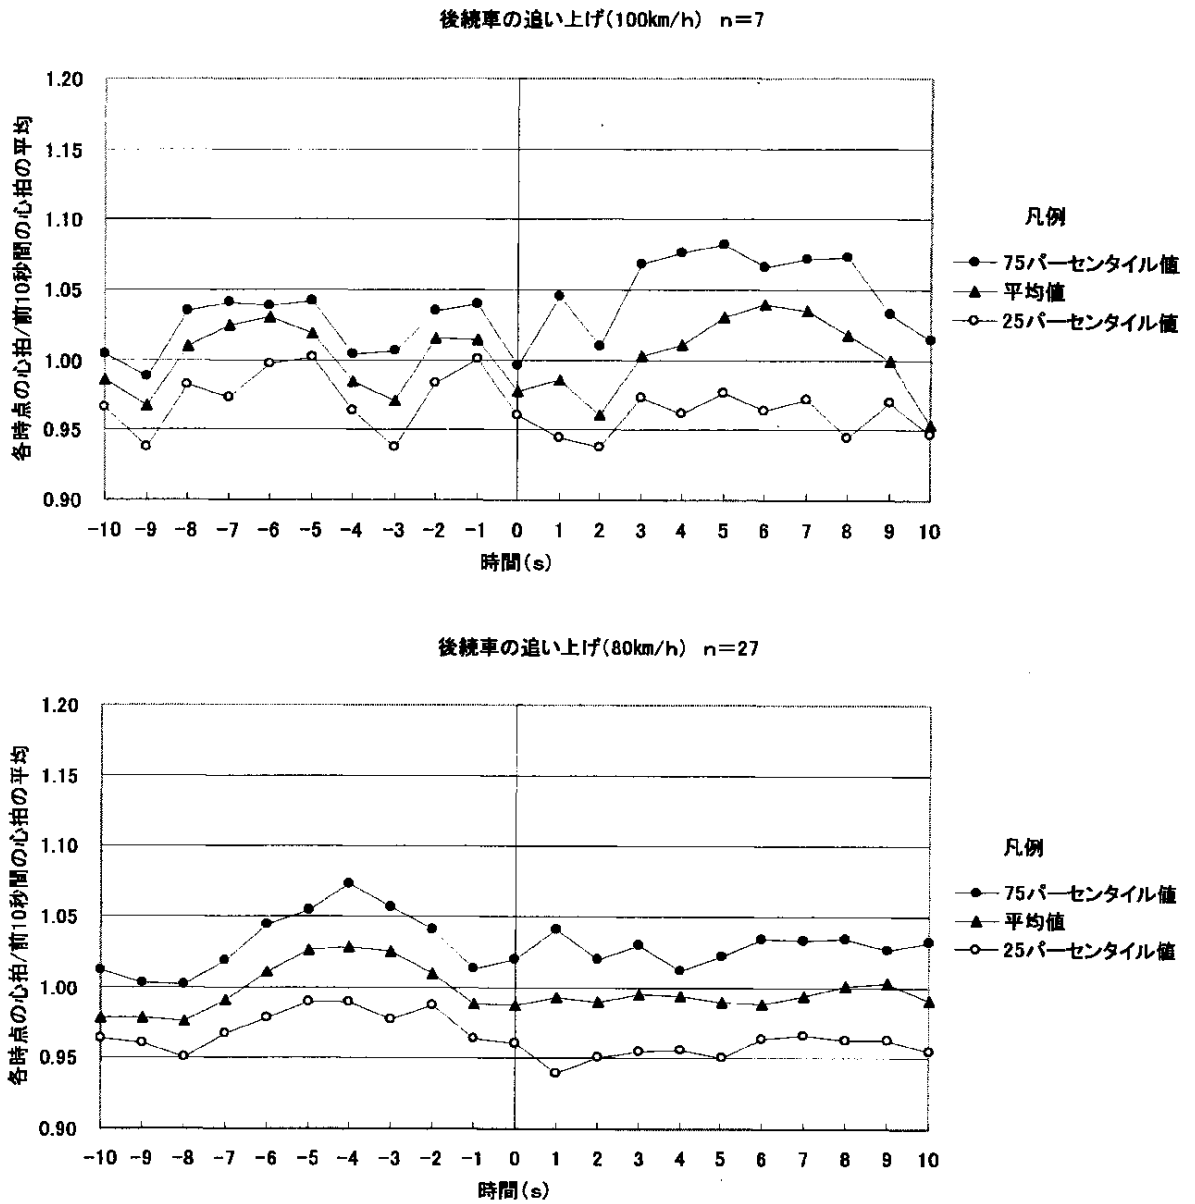 後続車の追い上げ(100km/h) n=7
各時点の心拍/前10秒間の心拍の平均
1.20
1.15
1.10
1.05
1.00
0.95
0.90
-10 -9 -8 -7 -6 -5 -4 -3 -2 -1 0 1 2 3 4 5 6 7 8 9 10
時間(s)
凡例
75パーセンタイル値
平均値
25パーセンタイル値
後続車の追い上げ(80km/h) n=27
各時点の心拍/前10秒間の心拍の平均
1.20
1.15
1.10
1.05
1.00
0.95
0.90
-10 -9 -8 -7 -6 -5 -4 -3 -2 -1 0 1 2 3 4 5 6 7 8 9 10
時間(s)
凡例
75パーセンタイル値
平均値
25パーセンタイル値